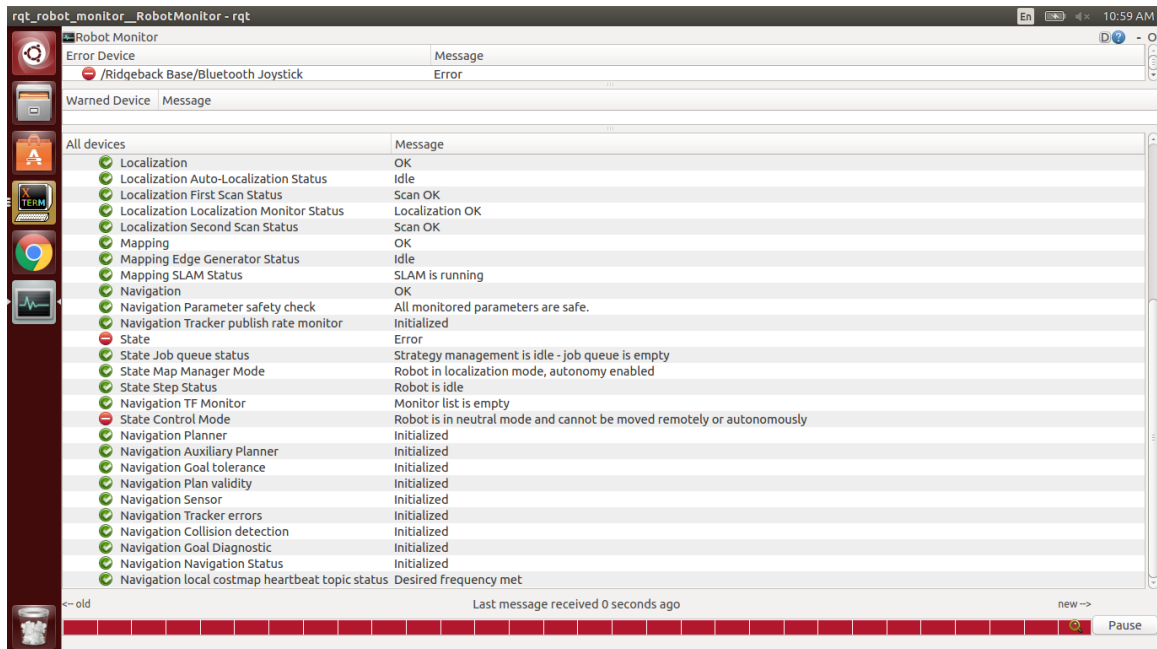 rqt_robot_monitor__RobotMonitor - rqt En 10:59 AM
Robot Monitor D ? - O
Error Device Message
/Ridgeback Base/Bluetooth Joystick Error
Warned Device Message
All devices Message
Localization OK
Localization Auto-Localization Status Idle
Localization First Scan Status Scan OK
Localization Localization Monitor Status Localization OK
Localization Second Scan Status Scan OK
Mapping OK
Mapping Edge Generator Status Idle
Mapping SLAM Status SLAM is running
Navigation OK
Navigation Parameter safety check All monitored parameters are safe.
Navigation Tracker publish rate monitor Initialized
State Error
State Job queue status Strategy management is idle - job queue is empty
State Map Manager Mode Robot in localization mode, autonomy enabled
State Step Status Robot is idle
Navigation TF Monitor Monitor list is empty
State Control Mode Robot is in neutral mode and cannot be moved remotely or autonomously
Navigation Planner Initialized
Navigation Auxiliary Planner Initialized
Navigation Goal tolerance Initialized
Navigation Plan validity Initialized
Navigation Sensor Initialized
Navigation Tracker errors Initialized
Navigation Collision detection Initialized
Navigation Goal Diagnostic Initialized
Navigation Navigation Status Initialized
Navigation local costmap heartbeat topic status Desired frequency met
<-- old Last message received 0 seconds ago new -->
Pause
A
X
TERM